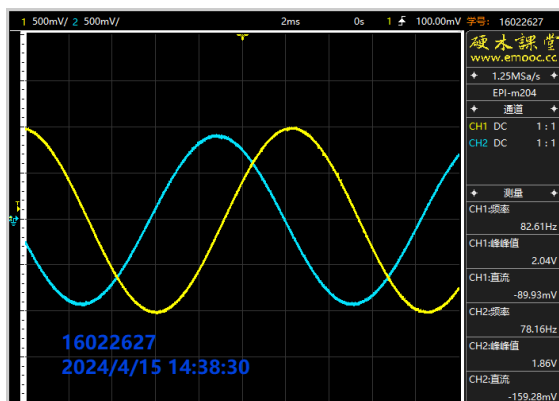 1 500mV/ 2 500mV/ 2ms 0s 1 100.00mV 学号: 16022627
硬木課堂
www.emooc.cc
1.25MSa/s
EPI-m204
通道
CH1 DC 1 : 1
CH2 DC 1 : 1
测量
CH1:频率
82.61Hz
CH1:峰峰值
2.04V
CH1:直流
-89.93mV
CH2:频率
78.16Hz
CH2:峰峰值
1.86V
CH2:直流
-159.28mV
16022627
2024/4/15 14:38:30